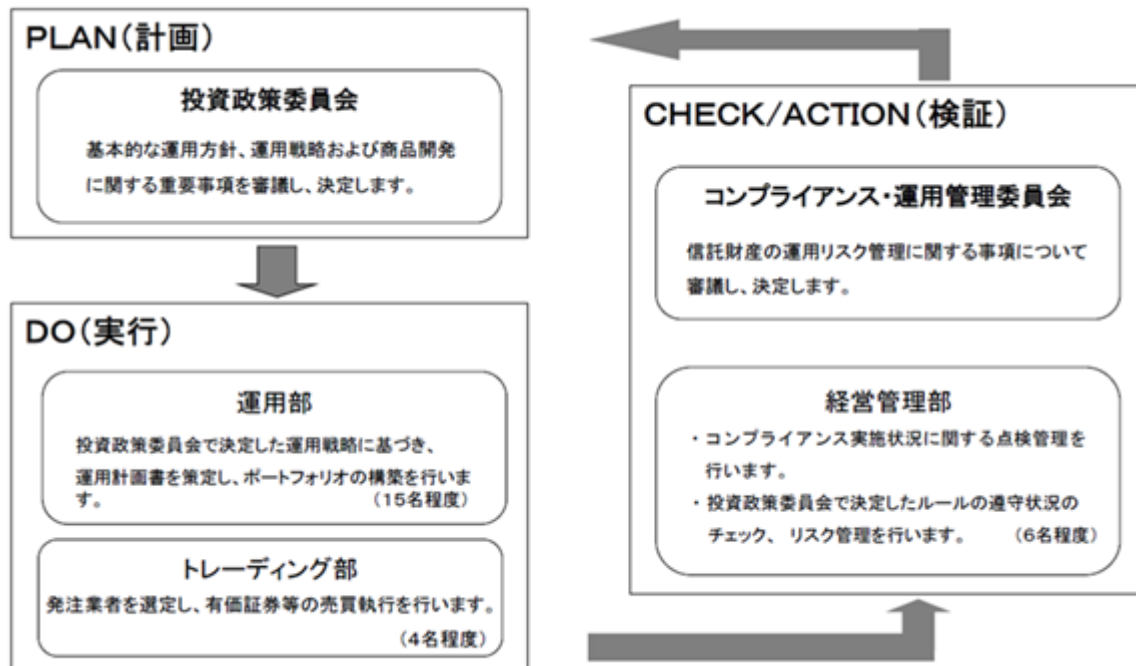 PLAN(計画)
投資政策委員会
基本的な運用方針、運用戦略および商品開発
に関する重要事項を審議し、決定します。
DO(実行)
運用部
投資政策委員会で決定した運用戦略に基づき、
運用計画書を策定し、ポートフォリオの構築を行いま
す。 (15名程度)
トレーディング部
発注業者を選定し、有価証券等の売買執行を行います。
(4名程度)
CHECK/ACTION(検証)
コンプライアンス・運用管理委員会
信託財産の運用リスク管理に関する事項について
審議し、決定します。
経営管理部
・コンプライアンス実施状況に関する点検管理を
行います。
・投資政策委員会で決定したルールの遵守状況の
チェック、 リスク管理を行います。 (6名程度)